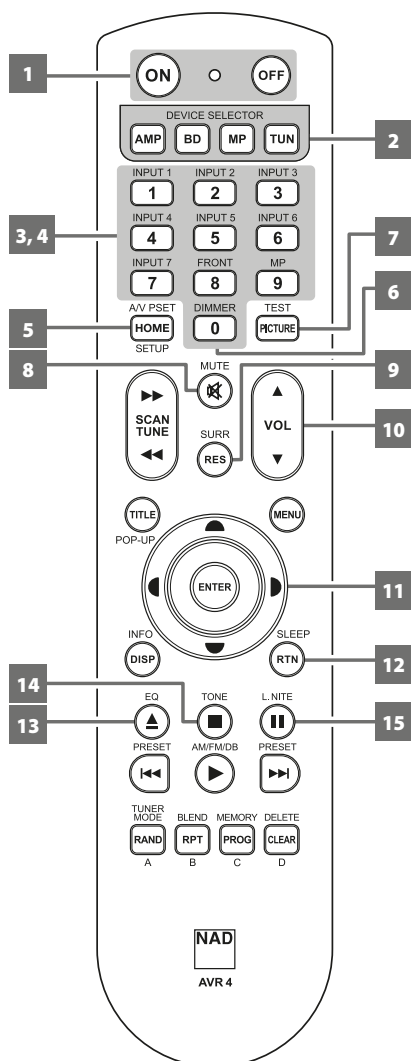 1
ON OFF
DEVICE SELECTOR
AMP BD MP TUN
2
INPUT 1 INPUT 2 INPUT 3
1 2 3
3, 4
INPUT 4 INPUT 5 INPUT 6
4 5 6
7
INPUT 7 FRONT MP
7 8 9
6
A/V PSET DIMMER TEST
5
HOME 0 PICTURE
SETUP
8
MUTE
9
SCAN
TUNE
SURR
RES
VOL
10
TITLE MENU
POP-UP
ENTER
11
INFO SLEEP
DISP RTN
12
14
EQ TONE L. NITE
13
15
PRESET AM/FM/DB PRESET
TUNER
MODE BLEND MEMORY DELETE
RAND RPT PROG CLEAR
A B C D
NAD
AVR 4